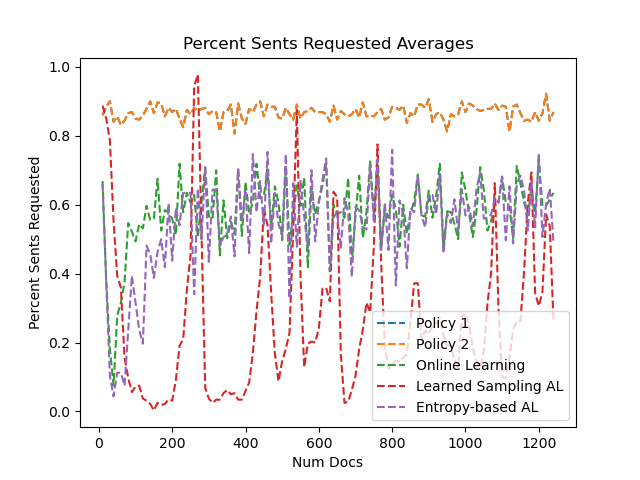 Percent Sents Requested Averages
Percent Sents Requested
1.0
0.8
0.6
0.4
0.2
0.0
Policy 1
Policy 2
Online Learning
Learned Sampling AL
Entropy-based AL
0
200
400
600
800
1000
1200
Num Docs